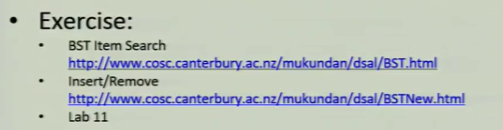 • Exercise:
• BST Item Search
http://www.cosc.canterbury.ac.nz/mukundan/dsal/BST.html
• Insert/Remove
http://www.cosc.canterbury.ac.nz/mukundan/dsal/BSTNew.html
• Lab 11